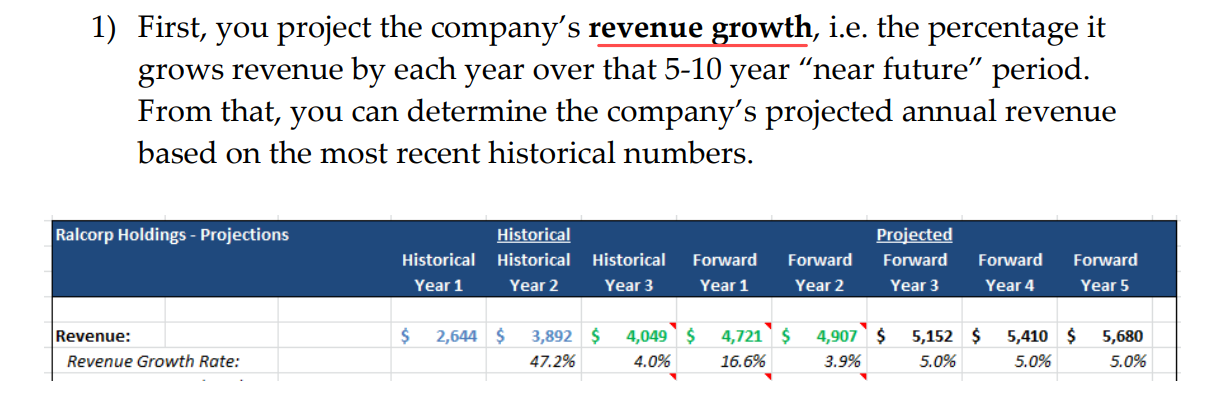 1) First, you project the company’s revenue growth, i.e. the percentage it
grows revenue by each year over that 5-10 year “near future” period.
From that, you can determine the company’s projected annual revenue
based on the most recent historical numbers.
Ralcorp Holdings - Projections Historical Projected
Historical Historical Historical Forward Forward Forward Forward Forward
Year 1 Year 2 Year 3 Year 1 Year 2 Year 3 Year 4 Year 5
Revenue: $ 2,644 $ 3,892 $ 4,049 $ 4,721 $ 4,907 $ 5,152 $ 5,410 $ 5,680
Revenue Growth Rate: 47.2% 4.0% 16.6% 3.9% 5.0% 5.0% 5.0%